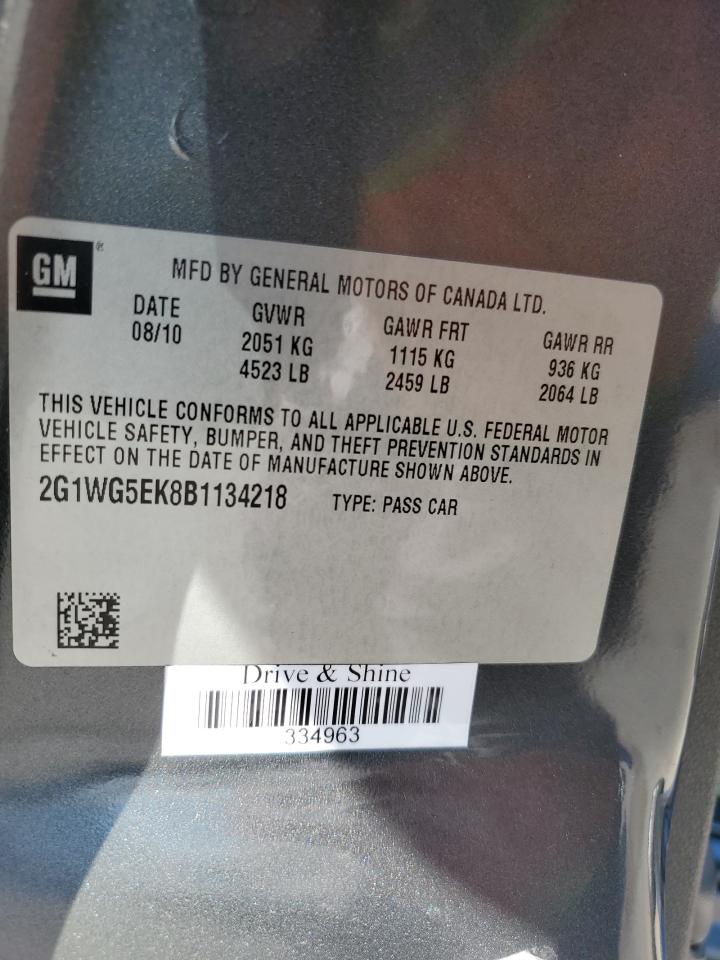 GM®
MFD BY GENERAL MOTORS OF CANADA LTD.
DATE GVWR GAWR FRT GAWR RR
08/10 2051 KG 1115 KG 936 KG
4523 LB 2459 LB 2064 LB
THIS VEHICLE CONFORMS TO ALL APPLICABLE U.S. FEDERAL MOTOR
VEHICLE SAFETY, BUMPER, AND THEFT PREVENTION STANDARDS IN
EFFECT ON THE DATE OF MANUFACTURE SHOWN ABOVE.
2G1WG5EK8B1134218 TYPE: PASS CAR
Drive & Shine
334963